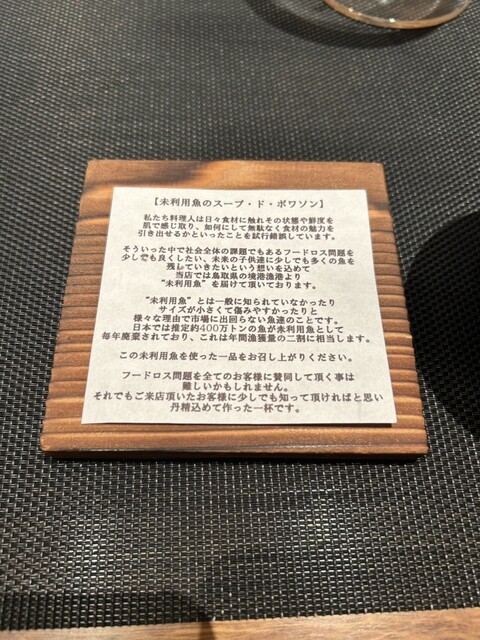 【未利用魚のスープ・ド・ポワソン】
私たち料理人は日々食材に触れその状態や鮮度を
肌で感じ取り、如何にして無駄なく食材の魅力を
引き出せるかといったことを試行錯誤しています。
そういった中で社会全体の課題でもあるフードロス問題を
少しでも良くしたい、未来の子供達に少しでも多くの魚を
残していきたいという想いを込めて
当店では鳥取県の境港漁港より
“未利用魚”を届けて頂いております。
“未利用魚”とは一般に知られていなかったり
サイズが小さくて傷みやすかったりと
様々な理由で市場に出回らない魚達のことです。
日本では推定約400万トンの魚が未利用魚として
毎年廃棄されており、これは年間漁獲量の二割に相当します。
この未利用魚を使った一品をお召し上がりください。
フードロス問題を全てのお客様に賛同して頂く事は
難しいかもしれません。
それでもご来店頂いたお客様に少しでも知って頂ければと思い
丹精込めて作った一杯です。